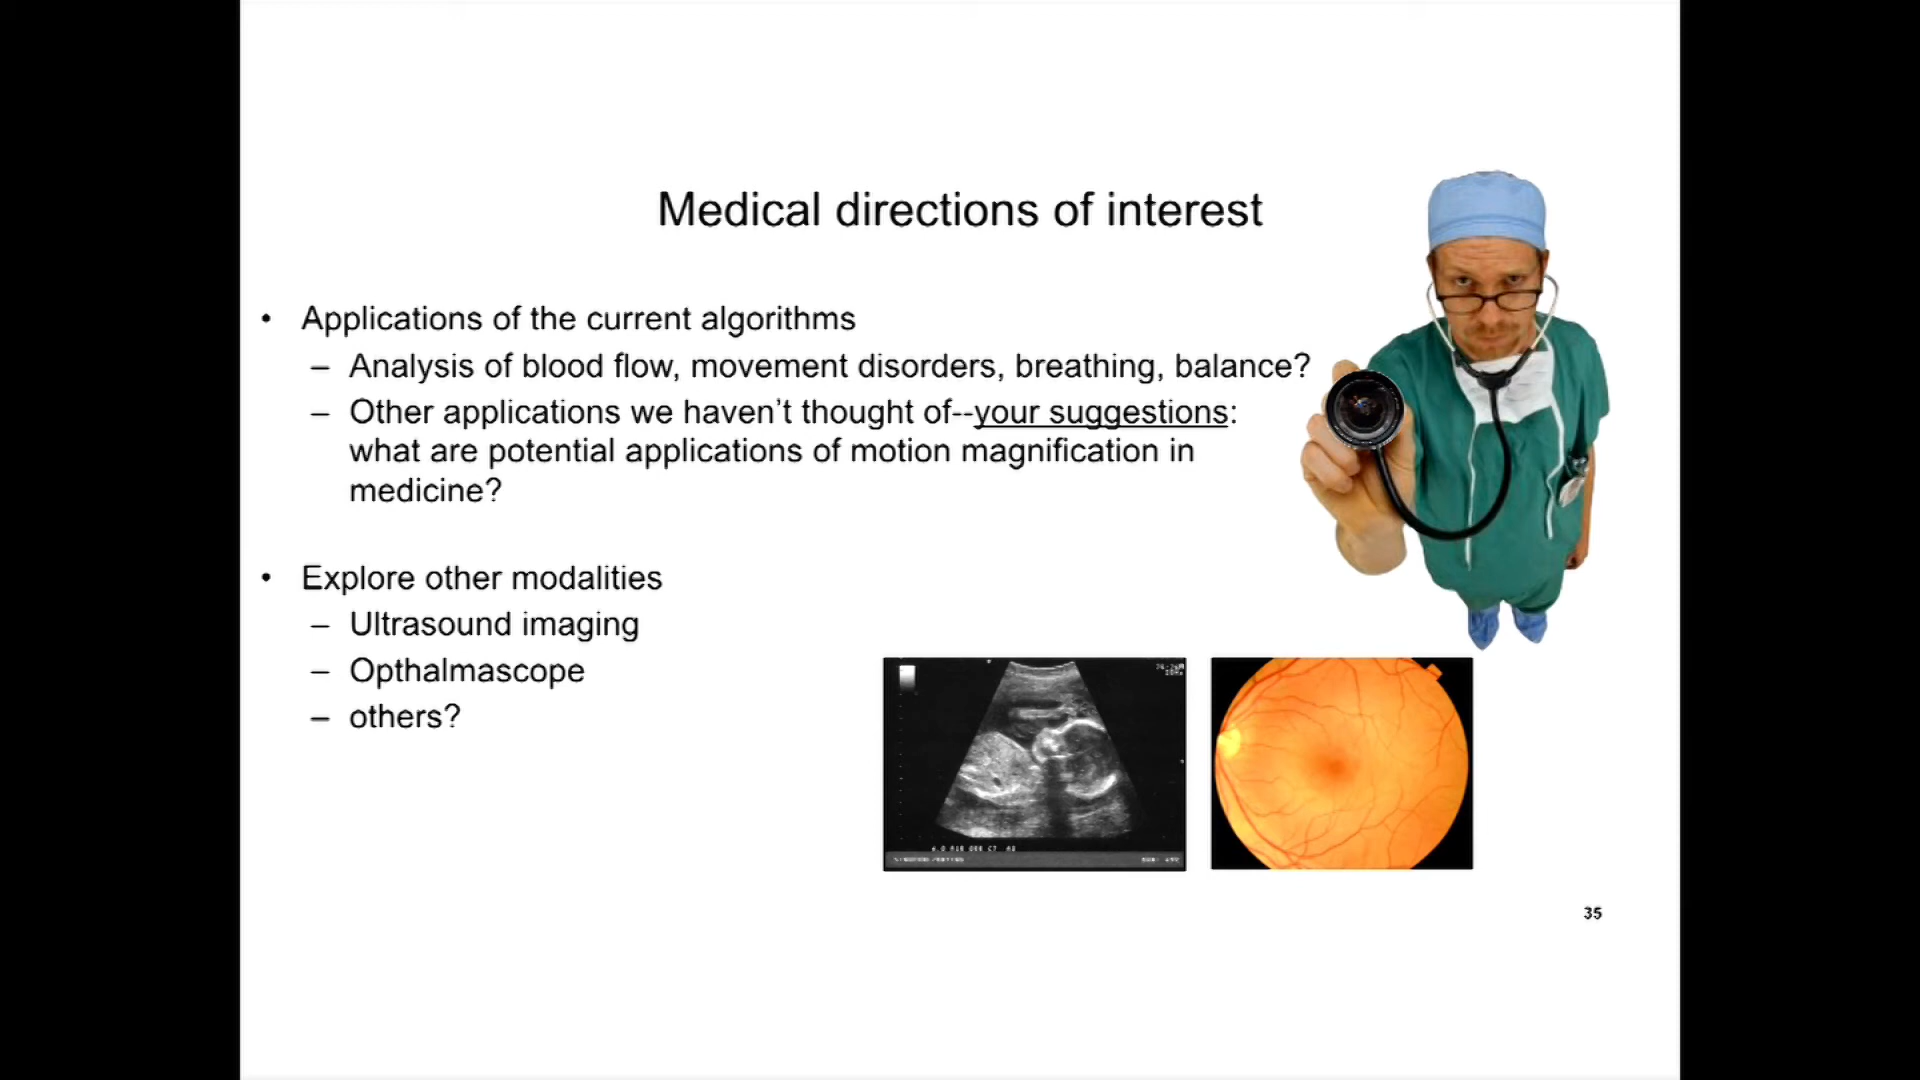 Medical directions of interest
• Applications of the current algorithms
– Analysis of blood flow, movement disorders, breathing, balance?
– Other applications we haven’t thought of--your suggestions:
what are potential applications of motion magnification in
medicine?
• Explore other modalities
– Ultrasound imaging
– Opthalmascope
– others?
35